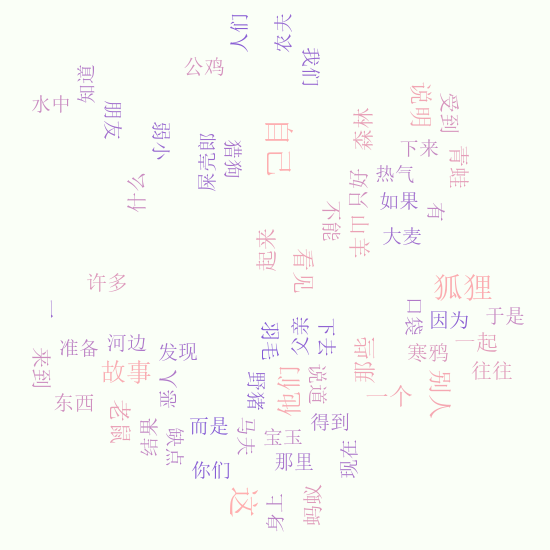 人们
农夫
我们
公鸡
知道
水中
朋友
弱小
屎壳郎
猎狗
自己
森林
说明
受到
下来
青蛙
热气
只好
如果
有
什么
不能
山羊
大麦
起来
看见
许多
狐狸
一
口袋
因为
于是
准备
河边
发现
羽毛
父亲
下去
那些
寒鸦
一起
来到
故事
恶人
野猪
他们
说道
往往
别人
一个
东西
老鼠
结果
缺点
而是
马夫
宝玉
得到
你们
那里
现在
这
身上
蚂蚁